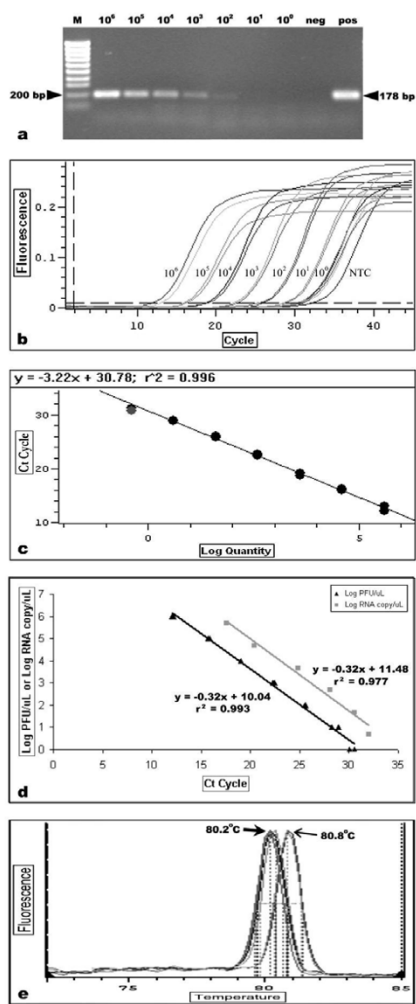 M 10⁶ 10⁵ 10⁴ 10³ 10² 10¹ 10⁰ neg pos
200 bp 178 bp
a
Fluorescence
0.2
0.1
0
10⁶ 10⁵ 10⁴ 10³ 10² 10¹ 10⁰ NTC
10 20 30 40
Cycle
b
y = -3.22x + 30.78; r^2 = 0.996
Ct Cycle
30
20
10
0 5
Log Quantity
c
Log PFU/uL or Log RNA copy/uL
7
6
5
4
3
2
1
0
Log PFU/uL
Log RNA copy/uL
y = -0.32x + 11.48
r² = 0.977
y = -0.32x + 10.04
r² = 0.993
0 5 10 15 20 25 30 35
Ct Cycle
d
Fluorescence
80.2°C 80.8°C
75 80 85
Temperature
e